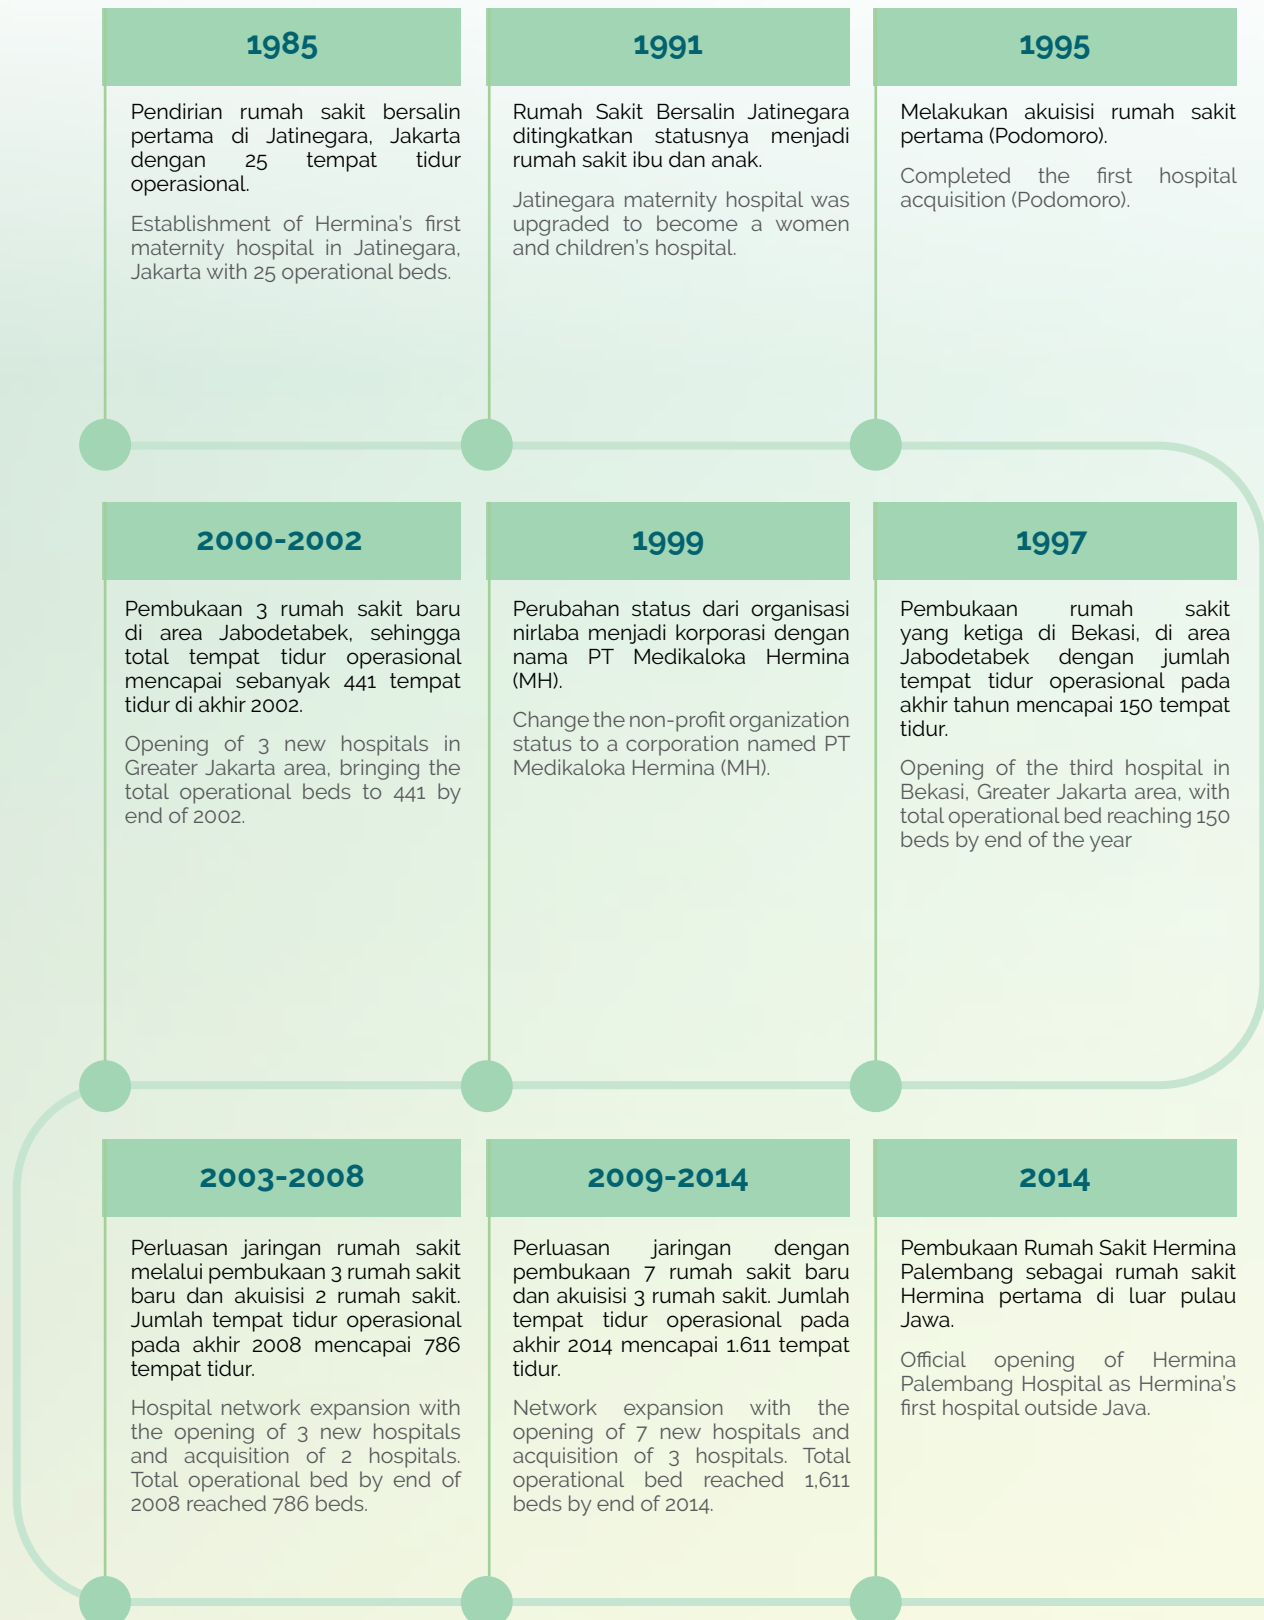 1985
Pendirian rumah sakit bersalin
pertama di Jatinegara, Jakarta
dengan 25 tempat tidur
operasional.
Establishment of Hermina's first
maternity hospital in Jatinegara,
Jakarta with 25 operational beds.
1991
Rumah Sakit Bersalin Jatinegara
ditingkatkan statusnya menjadi
rumah sakit ibu dan anak.
Jatinegara maternity hospital was
upgraded to become a women
and children's hospital.
1995
Melakukan akuisisi rumah sakit
pertama (Podomoro).
Completed the first hospital
acquisition (Podomoro).
1997
Pembukaan rumah sakit
yang ketiga di Bekasi, di area
Jabodetabek dengan jumlah
tempat tidur operasional pada
akhir tahun mencapai 150 tempat
tidur.
Opening of the third hospital in
Bekasi, Greater Jakarta area, with
total operational bed reaching 150
beds by end of the year
1999
Perubahan status dari organisasi
nirlaba menjadi korporasi dengan
nama PT Medikaloka Hermina
(MH).
Change the non-profit organization
status to a corporation named PT
Medikaloka Hermina (MH).
2000-2002
Pembukaan 3 rumah sakit baru
di area Jabodetabek, sehingga
total tempat tidur operasional
mencapai sebanyak 441 tempat
tidur di akhir 2002.
Opening of 3 new hospitals in
Greater Jakarta area, bringing the
total operational beds to 441 by
end of 2002.
2003-2008
Perluasan jaringan rumah sakit
melalui pembukaan 3 rumah sakit
baru dan akuisisi 2 rumah sakit.
Jumlah tempat tidur operasional
pada akhir 2008 mencapai 786
tempat tidur.
Hospital network expansion with
the opening of 3 new hospitals
and acquisition of 2 hospitals.
Total operational bed by end of
2008 reached 786 beds.
2009-2014
Perluasan jaringan dengan
pembukaan 7 rumah sakit baru
dan akuisisi 3 rumah sakit. Jumlah
tempat tidur operasional pada
akhir 2014 mencapai 1.611 tempat
tidur.
Network expansion with the
opening of 7 new hospitals and
acquisition of 3 hospitals. Total
operational bed reached 1,611
beds by end of 2014.
2014
Pembukaan Rumah Sakit Hermina
Palembang sebagai rumah sakit
Hermina pertama di luar pulau
Jawa.
Official opening of Hermina
Palembang Hospital as Hermina's
first hospital outside Java.